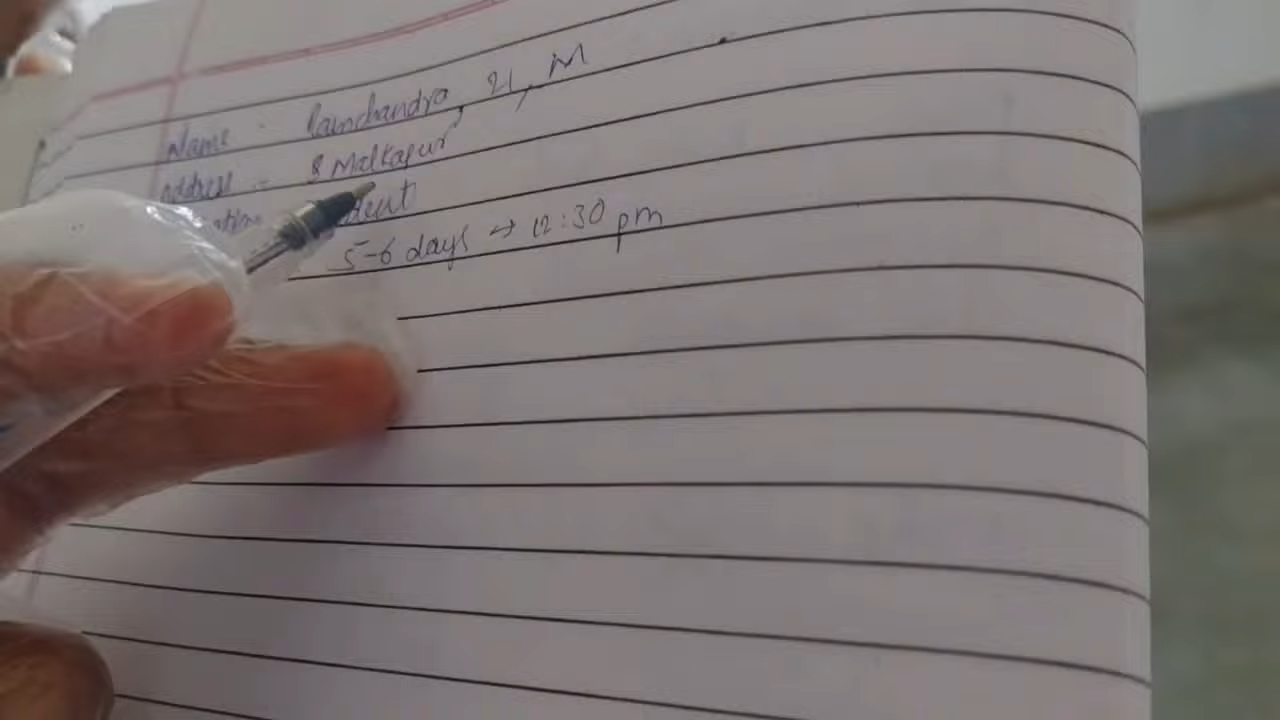 Name - Ramchandra, 21, M
Address - Malkapur
5-6 days → 12:30 pm